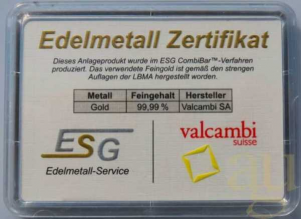 Edelmetall Zertifikat
Dieses Anlageprodukt wurde im ESG CombiBar™-Verfahren
produziert. Das verwendete Feingold ist gemäß den strengen
Auflagen der LBMA hergestellt worden.
Metall Feingehalt Hersteller
Gold 99,99 % Valcambi SA
ESG
Edelmetall-Service
valcambi
suisse